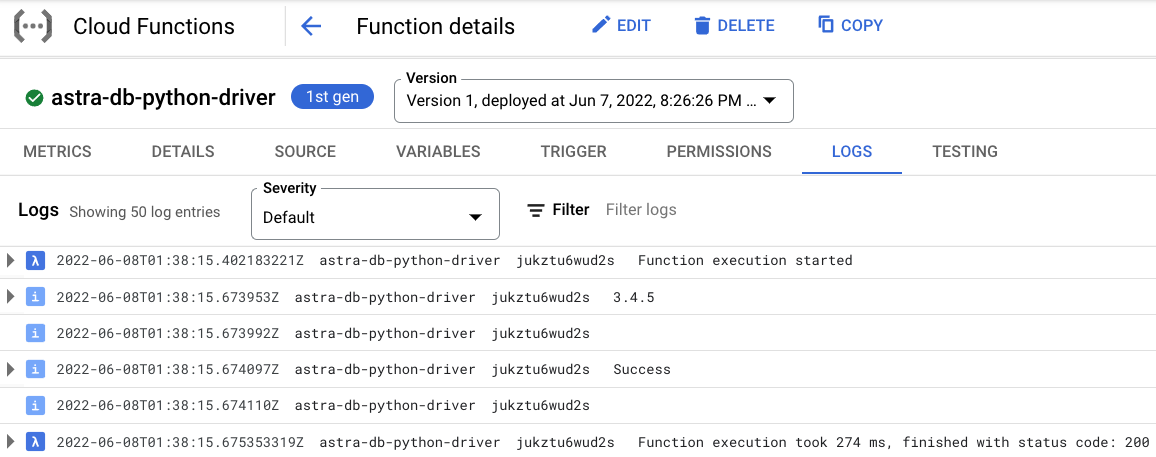 Cloud Functions Function details EDIT DELETE COPY
astra-db-python-driver 1st gen Version Version 1, deployed at Jun 7, 2022, 8:26:26 PM ...
METRICS DETAILS SOURCE VARIABLES TRIGGER PERMISSIONS LOGS TESTING
Logs Showing 50 log entries Severity Default Filter Filter logs
λ 2022-06-08T01:38:15.402183221Z astra-db-python-driver jukztu6wud2s Function execution started
i 2022-06-08T01:38:15.673953Z astra-db-python-driver jukztu6wud2s 3.4.5
i 2022-06-08T01:38:15.673992Z astra-db-python-driver jukztu6wud2s
i 2022-06-08T01:38:15.674097Z astra-db-python-driver jukztu6wud2s Success
i 2022-06-08T01:38:15.674110Z astra-db-python-driver jukztu6wud2s
λ 2022-06-08T01:38:15.675353319Z astra-db-python-driver jukztu6wud2s Function execution took 274 ms, finished with status code: 200